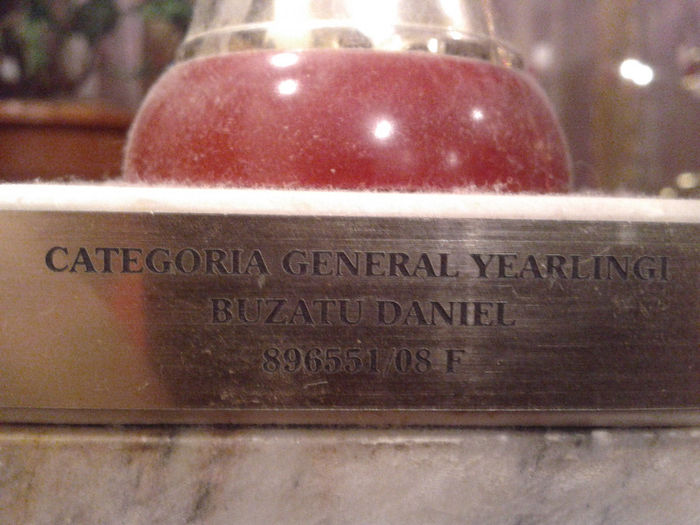 CATEGORIA GENERAL YEARLINGI
BUZATU DANIEL
896551/08 F